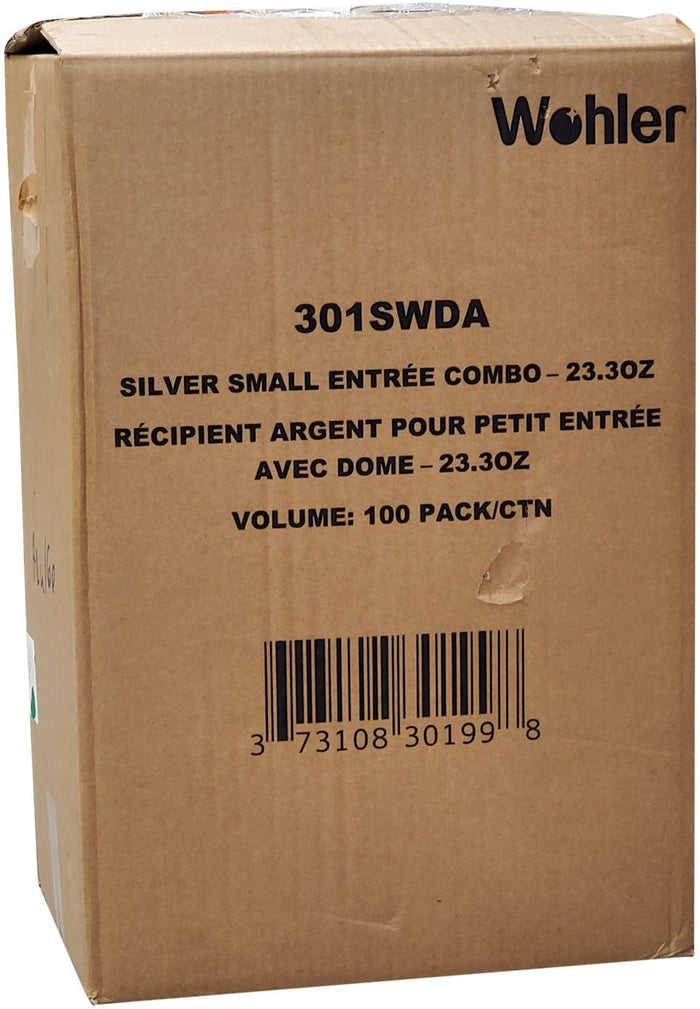 Wohler
301SWDA
SILVER SMALL ENTRÉE COMBO – 23.3OZ
RÉCIPIENT ARGENT POUR PETIT ENTRÉE
AVEC DOME – 23.3OZ
VOLUME: 100 PACK/CTN
3 73108 30199 8